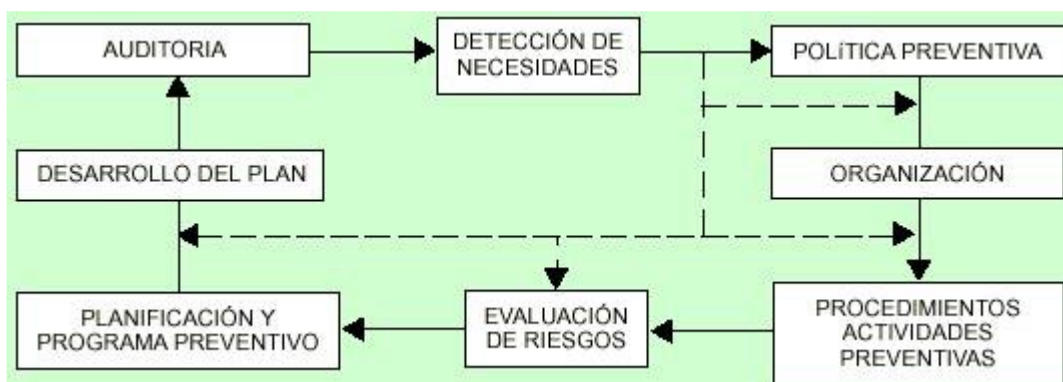 AUDITORIA
DETECCIÓN DE
NECESIDADES
POLíTICA PREVENTIVA
DESARROLLO DEL PLAN
ORGANIZACIÓN
PLANIFICACIÓN Y
PROGRAMA PREVENTIVO
EVALUACIÓN
DE RIESGOS
PROCEDIMIENTOS
ACTIVIDADES
PREVENTIVAS